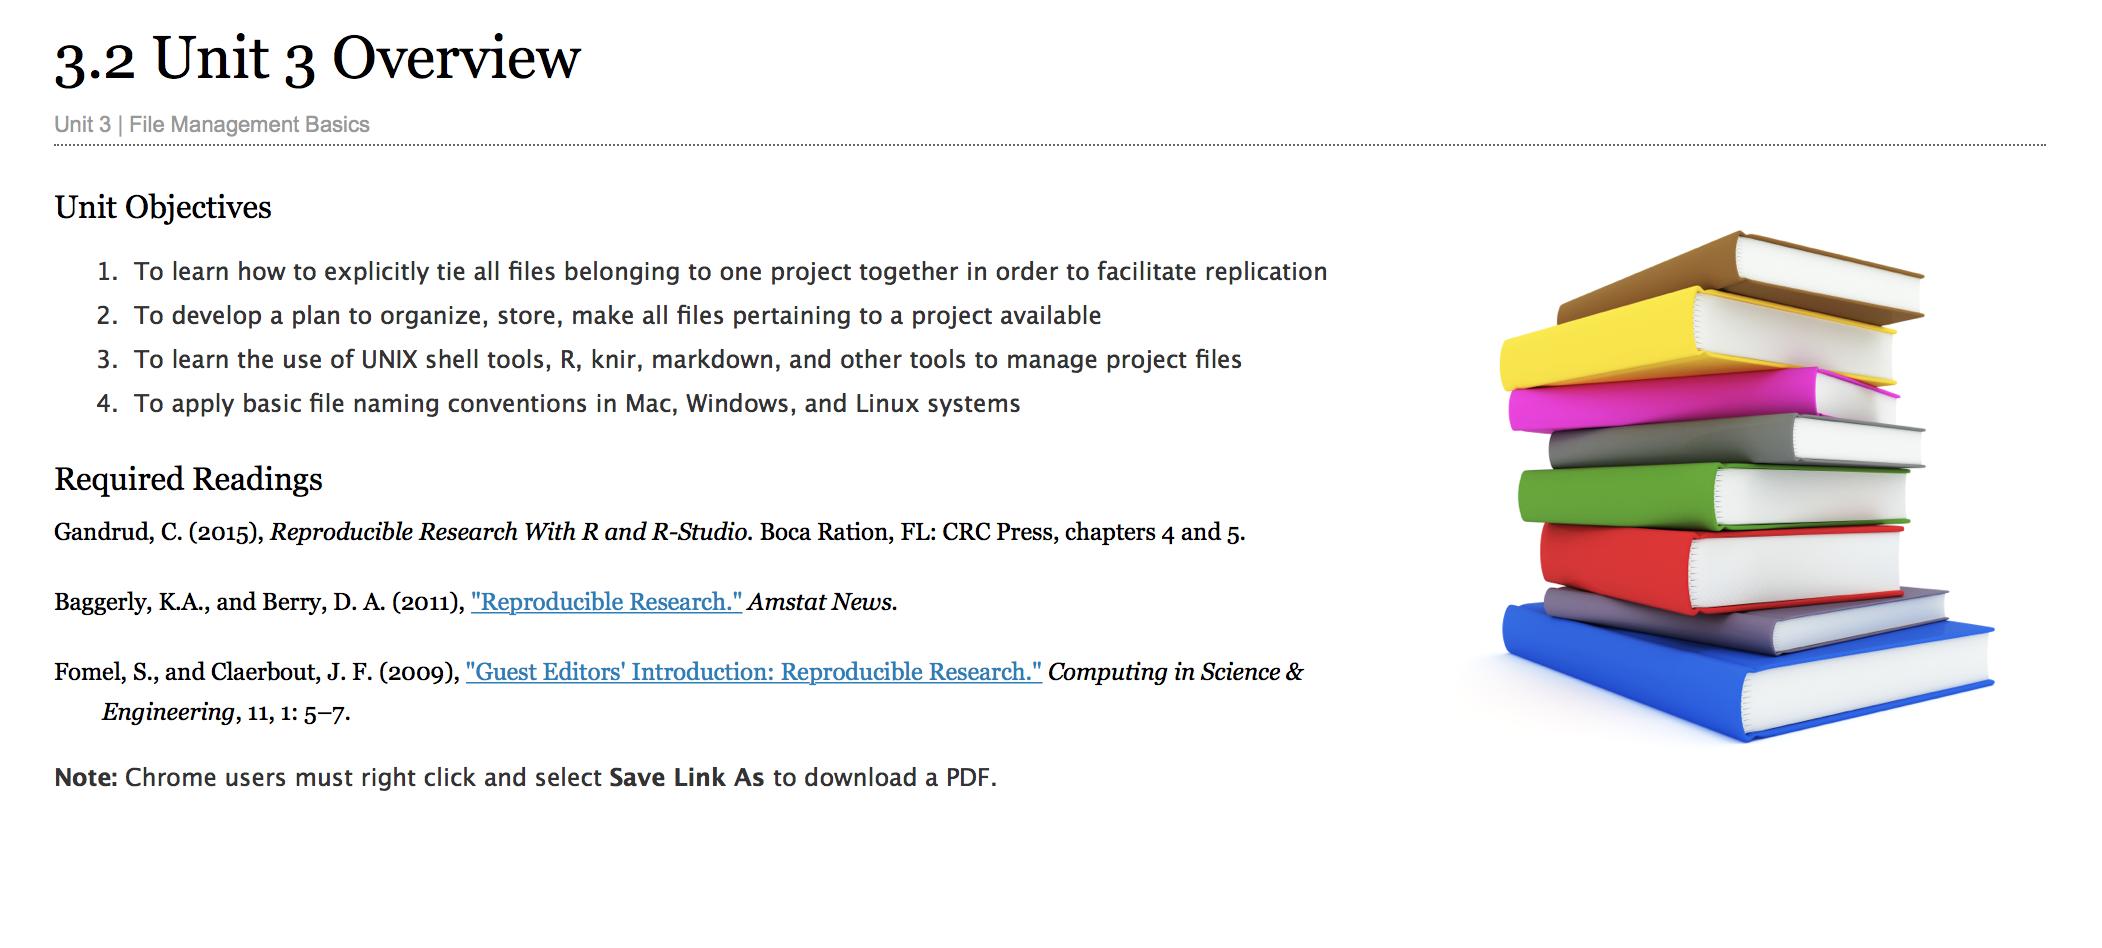 3.2 Unit 3 Overview
Unit 3 | File Management Basics
Unit Objectives
1. To learn how to explicitly tie all files belonging to one project together in order to facilitate replication
2. To develop a plan to organize, store, make all files pertaining to a project available
3. To learn the use of UNIX shell tools, R, knir, markdown, and other tools to manage project files
4. To apply basic file naming conventions in Mac, Windows, and Linux systems
Required Readings
Gandrud, C. (2015), Reproducible Research With R and R-Studio. Boca Ration, FL: CRC Press, chapters 4 and 5.
Baggerly, K.A., and Berry, D. A. (2011), "Reproducible Research." Amstat News.
Fomel, S., and Claerbout, J. F. (2009), "Guest Editors' Introduction: Reproducible Research." Computing in Science &
Engineering, 11, 1: 5–7.
Note: Chrome users must right click and select Save Link As to download a PDF.